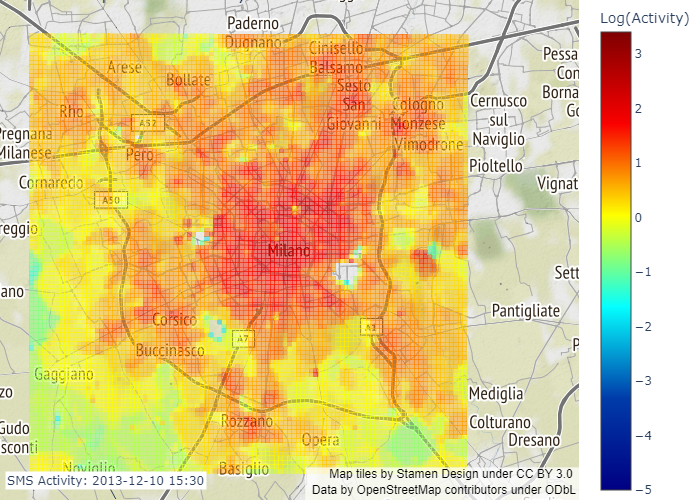 Log(Activity)
3
2
1
0
−1
−2
−3
−4
−5
Paderno
Dugnano
Cinisello
Balsamo
Arese
Bollate
Sesto
San
Giovanni
Rho
A52
Cologno
Monzese
Vimodrone
Cernusco
sul
Naviglio
Pessa
Con
Borna
Go
Pregnana
Milanese
Pero
Pioltello
Cornaredo
A50
Vignat
reggio
Milano
ano
Sett
Pantigliate
Corsico
A7
A1
Buccinasco
Gaggiano
zo
Mediglia
Rozzano
Opera
Colturano
Dresano
Gudo
sconti
Noviglio
Basiglio
SMS Activity: 2013-12-10 15:30
Map tiles by Stamen Design under CC BY 3.0
Data by OpenStreetMap contributors under ODbL